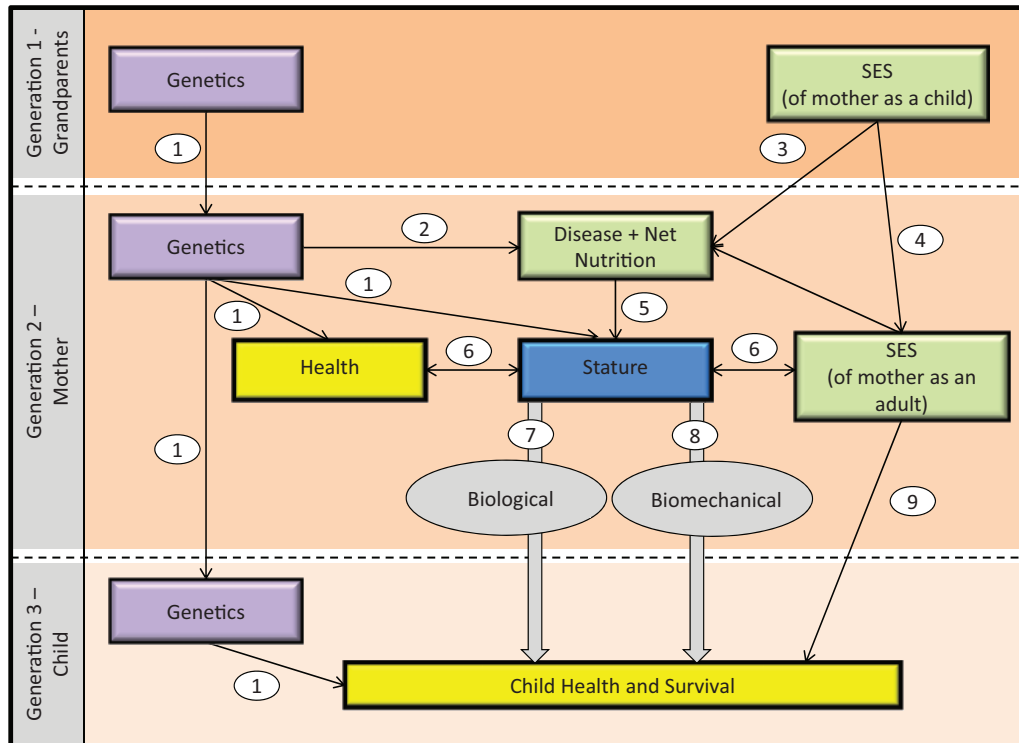 Generation 1 -
Grandparents
Genetics
SES
(of mother as a child)
1
3
Generation 2 –
Mother
Genetics
2
Disease + Net
Nutrition
4
1
1
5
Health
6
Stature
6
SES
(of mother as an
adult)
1
7
8
Biological
Biomechanical
9
Generation 3 –
Child
Genetics
1
Child Health and Survival